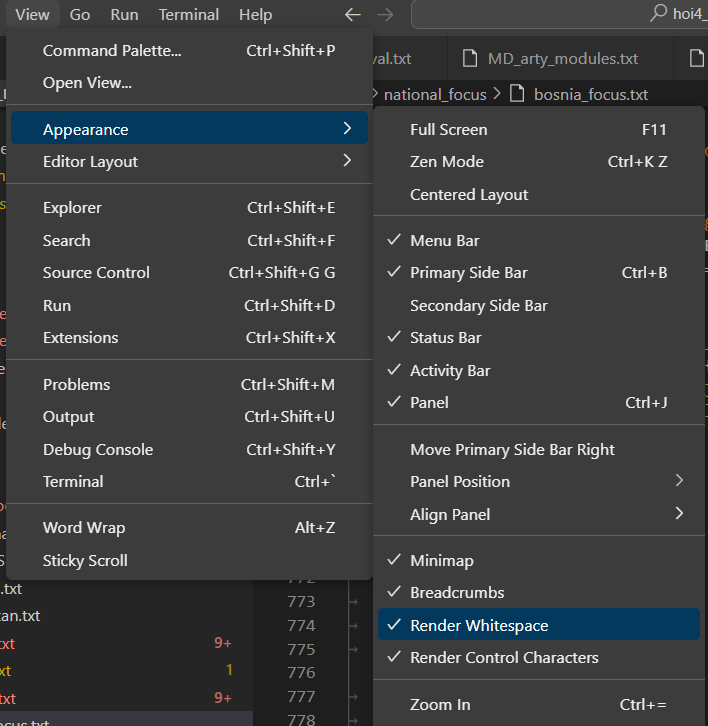 View Go Run Terminal Help
hoi4_
val.txt
MD_arty_modules.txt
national_focus > bosnia_focus.txt
Command Palette... Ctrl+Shift+P
Open View...
Appearance
Editor Layout
Explorer Ctrl+Shift+E
Search Ctrl+Shift+F
Source Control Ctrl+Shift+G G
Run Ctrl+Shift+D
Extensions Ctrl+Shift+X
Problems Ctrl+Shift+M
Output Ctrl+Shift+U
Debug Console Ctrl+Shift+Y
Terminal Ctrl+`
Word Wrap Alt+Z
Sticky Scroll
Full Screen F11
Zen Mode Ctrl+K Z
Centered Layout
Menu Bar
Primary Side Bar Ctrl+B
Secondary Side Bar
Status Bar
Activity Bar
Panel Ctrl+J
Move Primary Side Bar Right
Panel Position
Align Panel
Minimap
Breadcrumbs
Render Whitespace
Render Control Characters
Zoom In Ctrl+=
.txt
tan.txt
txt 9+
xt 1
txt 9+
ocus.txt
772
773
774
775
776
777
778